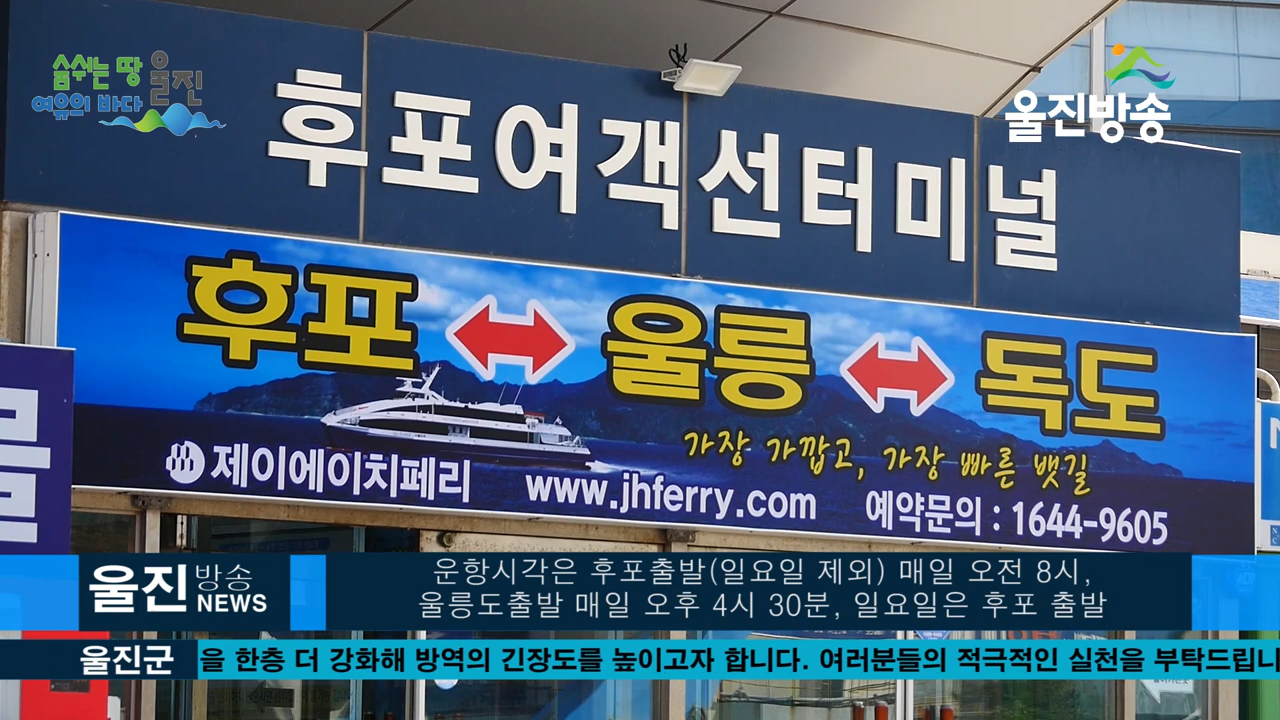 숨쉬는 땅 울진
여유의 바다
울진방송
후포여객선터미널
후포 울릉 독도
가장 가깝고, 가장 빠른 뱃길
제이에이치페리 www.jhferry.com 예약문의 : 1644-9605
울진방송 NEWS
운항시각은 후포출발(일요일 제외) 매일 오전 8시,
울릉도출발 매일 오후 4시 30분, 일요일은 후포 출발
울진군 을 한층 더 강화해 방역의 긴장도를 높이고자 합니다. 여러분들의 적극적인 실천을 부탁드립니